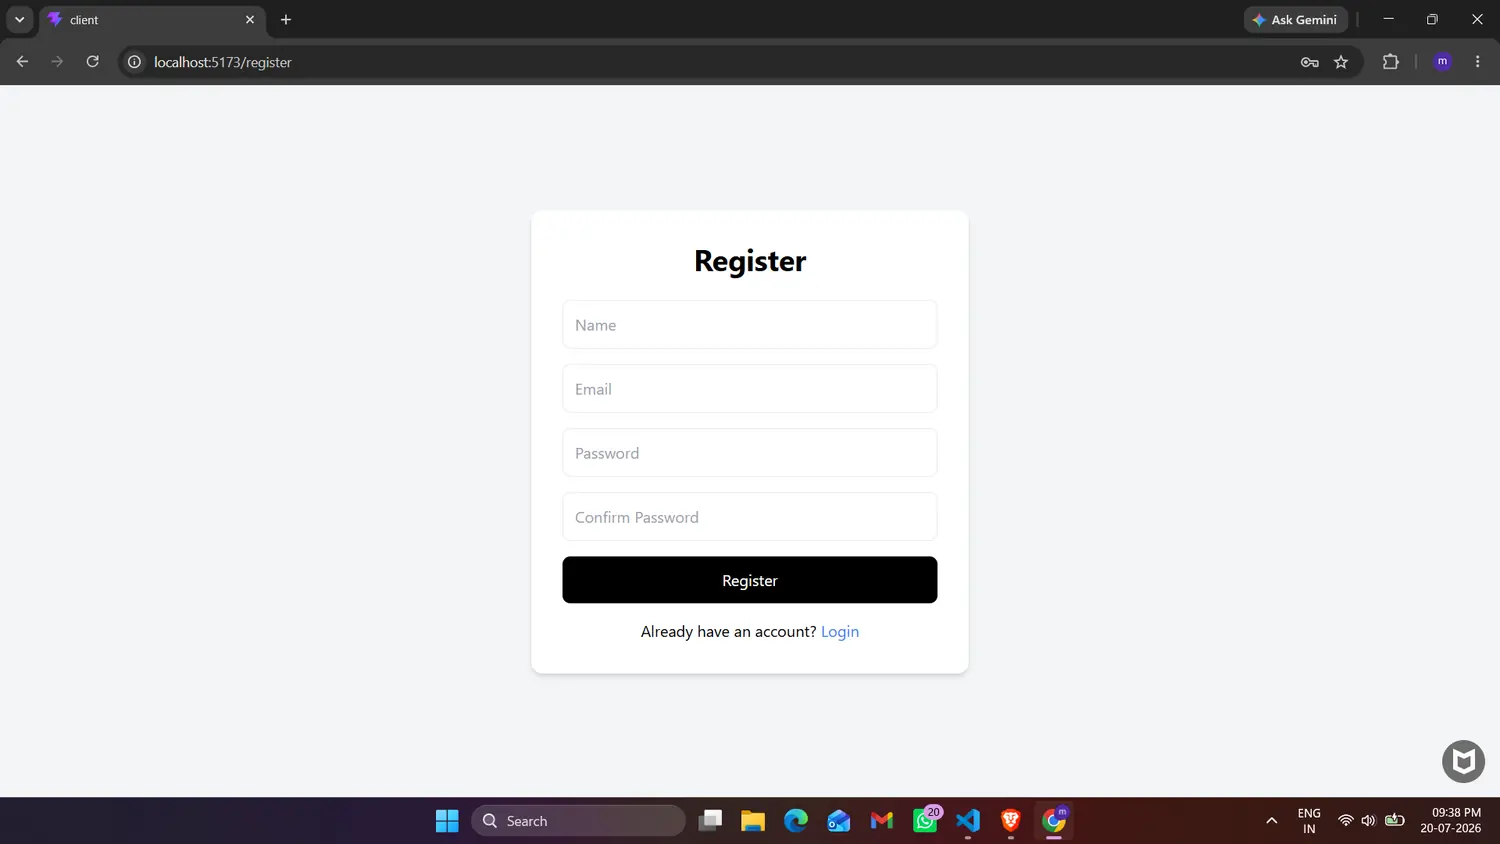 client
Ask Gemini
localhost:5173/register
m
Register
Name
Email
Password
Confirm Password
Register
Already have an account? Login
Search
20
m
ENG
IN
09:38 PM
20-07-2026